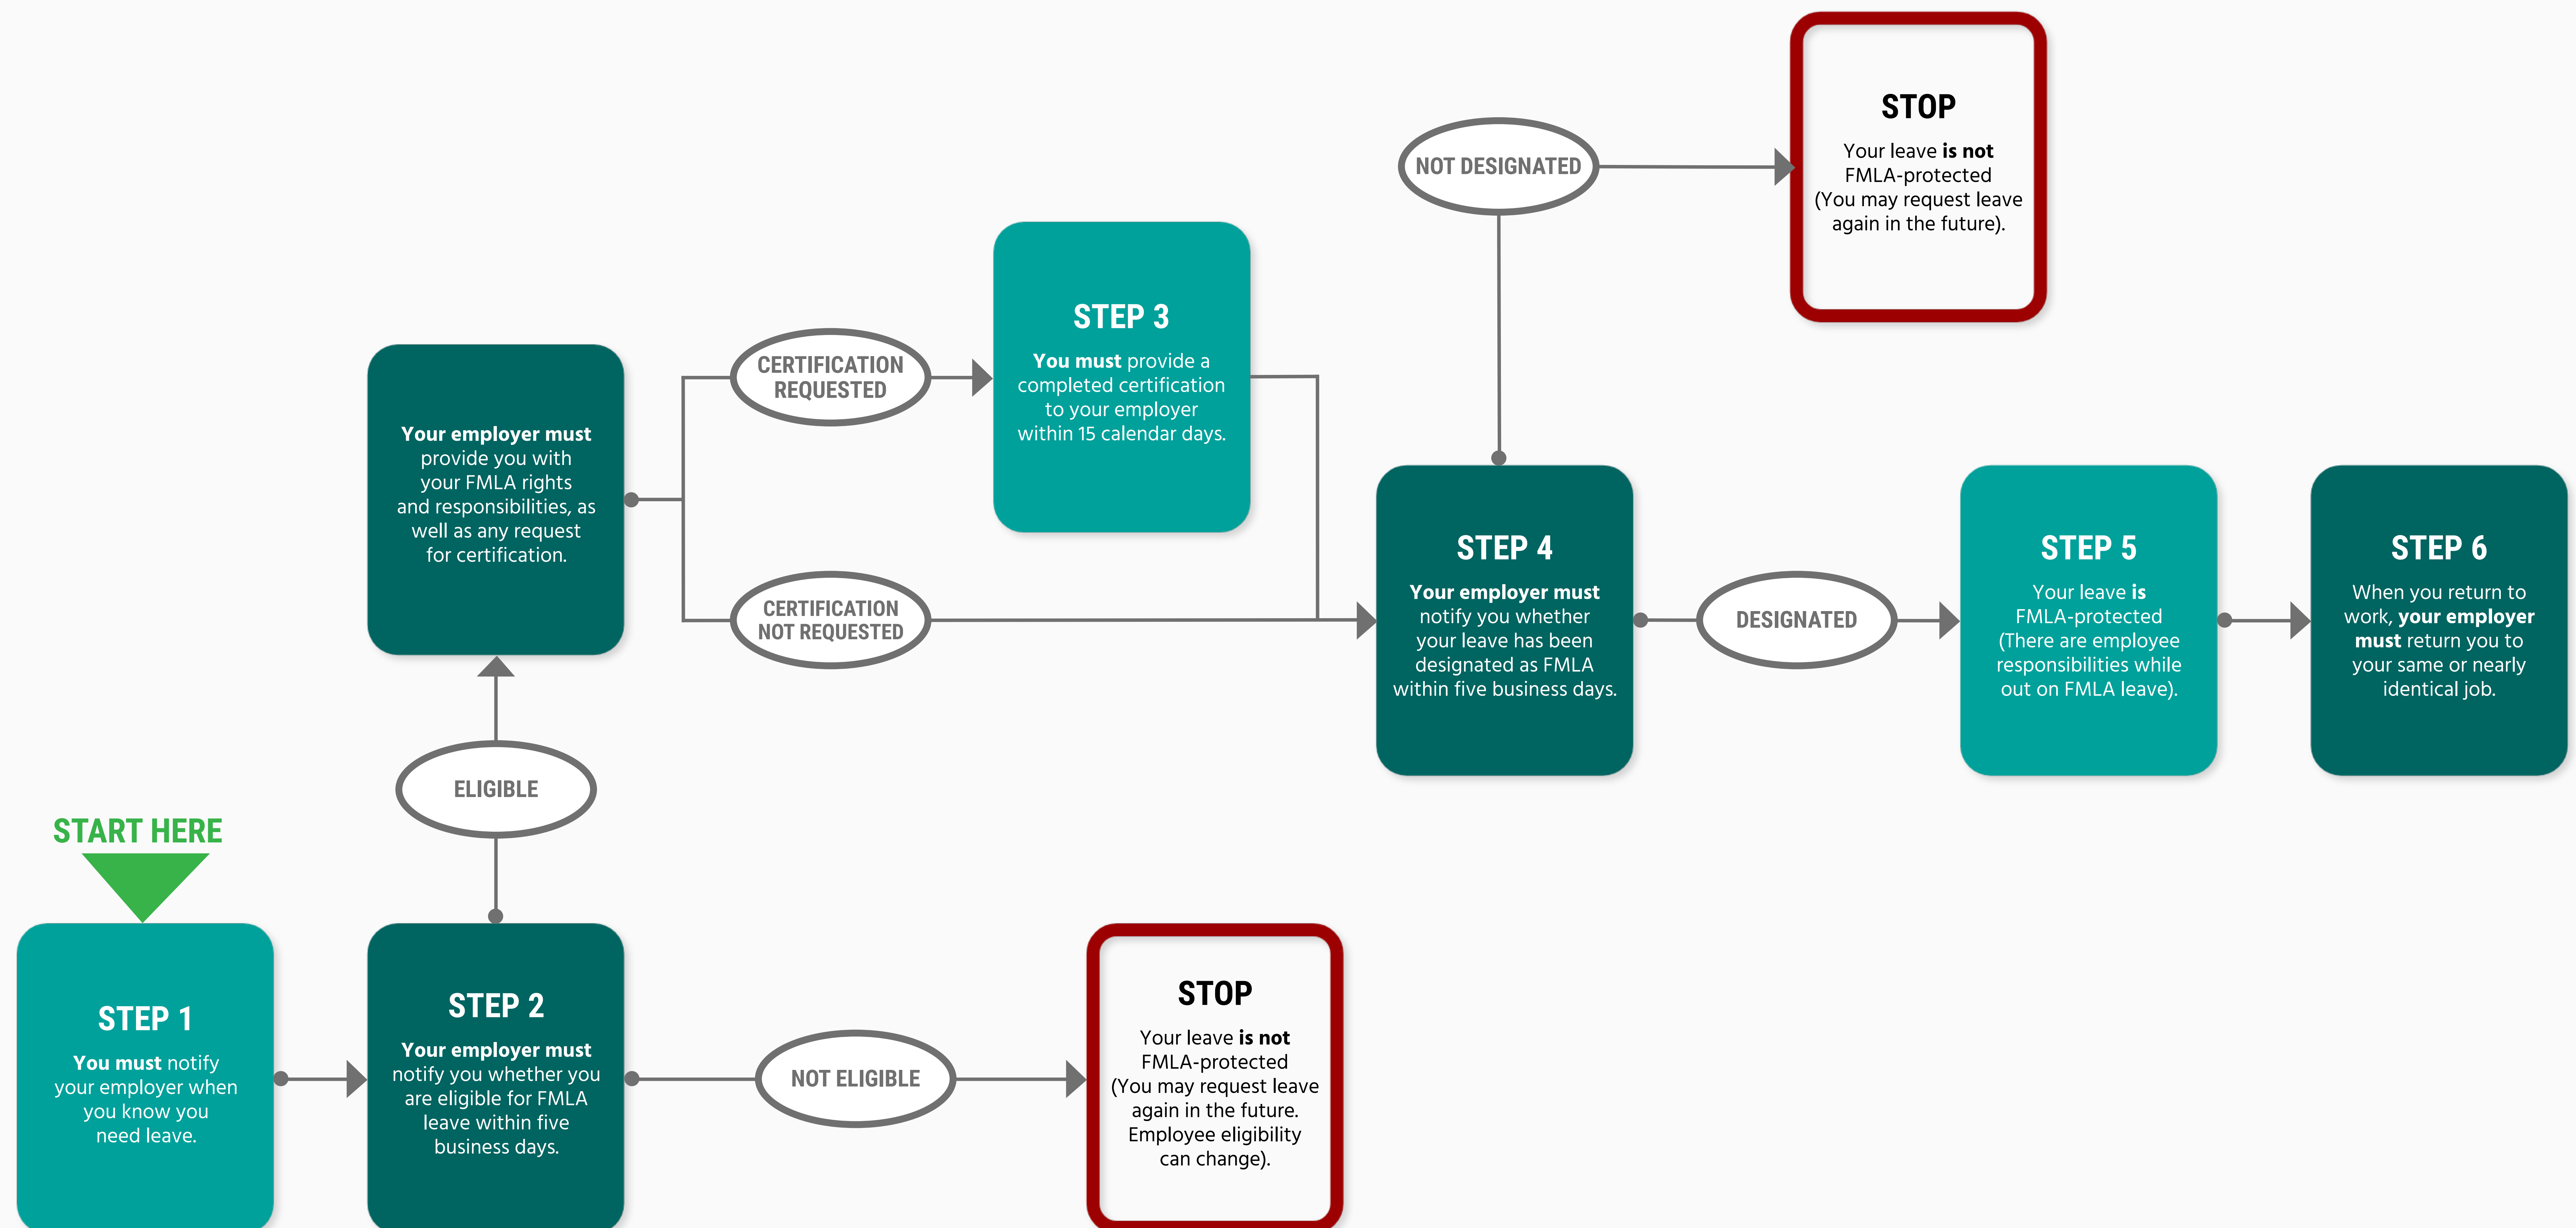 START HERE
STEP 1
You must notify
your employer when
you know you
need leave.
STEP 2
Your employer must
notify you whether you
are eligible for FMLA
leave within five
business days.
NOT ELIGIBLE
STOP
Your leave is not
FMLA-protected
(You may request leave
again in the future.
Employee eligibility
can change).
ELIGIBLE
Your employer must
provide you with
your FMLA rights
and responsibilities, as
well as any request
for certification.
CERTIFICATION
REQUESTED
STEP 3
You must provide a
completed certification
to your employer
within 15 calendar days.
CERTIFICATION
NOT REQUESTED
STEP 4
Your employer must
notify you whether
your leave has been
designated as FMLA
within five business days.
NOT DESIGNATED
STOP
Your leave is not
FMLA-protected
(You may request leave
again in the future).
DESIGNATED
STEP 5
Your leave is
FMLA-protected
(There are employee
responsibilities while
out on FMLA leave).
STEP 6
When you return to
work, your employer
must return you to
your same or nearly
identical job.